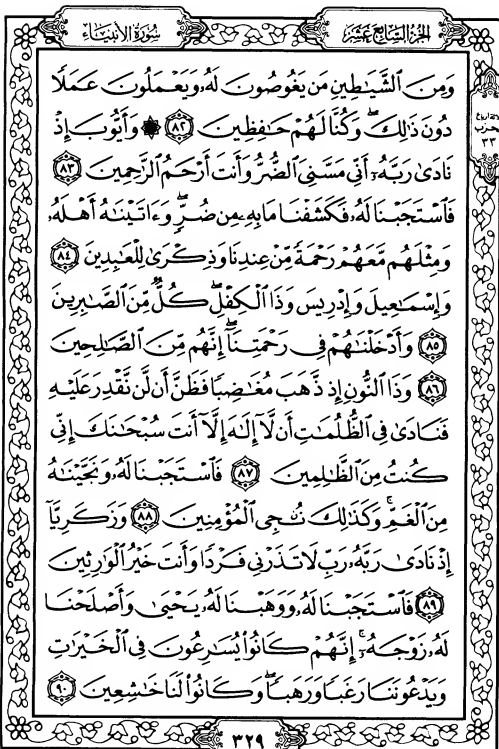 الجزء السابع عشر
سورة الأنبياء
وَمِنَ ٱلشَّيَٰطِينِ مَن يَغُوصُونَ لَهُۥ وَيَعْمَلُونَ عَمَلًا
دُونَ ذَٰلِكَ ۖ وَكُنَّا لَهُمْ حَٰفِظِينَ ٨٢ ۞ وَأَيُّوبَ إِذْ
نَادَىٰ رَبَّهُۥٓ أَنِّي مَسَّنِيَ ٱلضُّرُّ وَأَنتَ أَرْحَمُ ٱلرَّٰحِمِينَ ٨٣
فَٱسْتَجَبْنَا لَهُۥ فَكَشَفْنَا مَا بِهِۦ مِن ضُرٍّ ۖ وَءَاتَيْنَٰهُ أَهْلَهُۥ
وَمِثْلَهُم مَّعَهُمْ رَحْمَةً مِّنْ عِندِنَا وَذِكْرَىٰ لِلْعَٰبِدِينَ ٨٤
وَإِسْمَٰعِيلَ وَإِدْرِيسَ وَذَا ٱلْكِفْلِ ۖ كُلٌّ مِّنَ ٱلصَّٰبِرِينَ
٨٥ وَأَدْخَلْنَٰهُمْ فِي رَحْمَتِنَآ ۖ إِنَّهُم مِّنَ ٱلصَّٰلِحِينَ
٨٦ وَذَا ٱلنُّونِ إِذ ذَّهَبَ مُغَٰضِبًا فَظَنَّ أَن لَّن نَّقْدِرَ عَلَيْهِ
فَنَادَىٰ فِي ٱلظُّلُمَٰتِ أَن لَّآ إِلَٰهَ إِلَّآ أَنتَ سُبْحَٰنَكَ إِنِّي
كُنتُ مِنَ ٱلظَّٰلِمِينَ ٨٧ فَٱسْتَجَبْنَا لَهُۥ وَنَجَّيْنَٰهُ
مِنَ ٱلْغَمِّ ۚ وَكَذَٰلِكَ نُۨجِي ٱلْمُؤْمِنِينَ ٨٨ وَزَكَرِيَّآ
إِذْ نَادَىٰ رَبَّهُۥ رَبِّ لَا تَذَرْنِي فَرْدًا وَأَنتَ خَيْرُ ٱلْوَٰرِثِينَ
٨٩ فَٱسْتَجَبْنَا لَهُۥ وَوَهَبْنَا لَهُۥ يَحْيَىٰ وَأَصْلَحْنَا
لَهُۥ زَوْجَهُۥٓ ۚ إِنَّهُمْ كَانُوا۟ يُسَٰرِعُونَ فِي ٱلْخَيْرَٰتِ
وَيَدْعُونَنَا رَغَبًا وَرَهَبًا ۖ وَكَانُوا۟ لَنَا خَٰشِعِينَ ٩٠
حزب
٣٣
٣٢٩